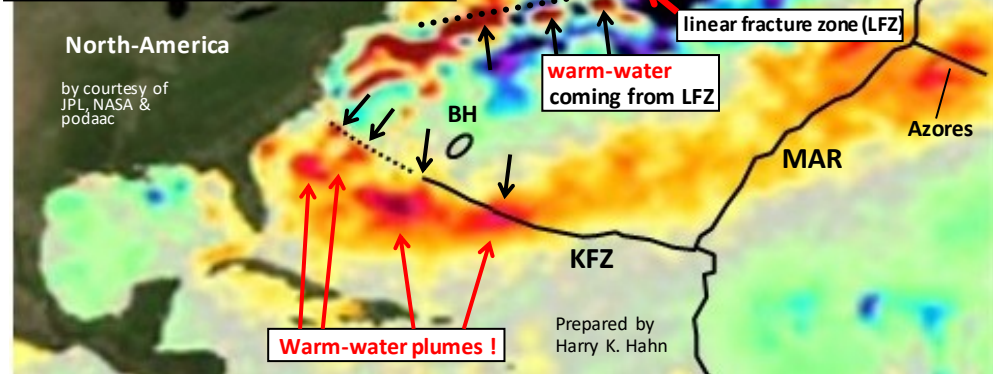 linear fracture zone (LFZ)
North-America
warm-water
coming from LFZ
by courtesy of
JPL, NASA &
podaac
BH
Azores
MAR
KFZ
Prepared by
Harry K. Hahn
Warm-water plumes !